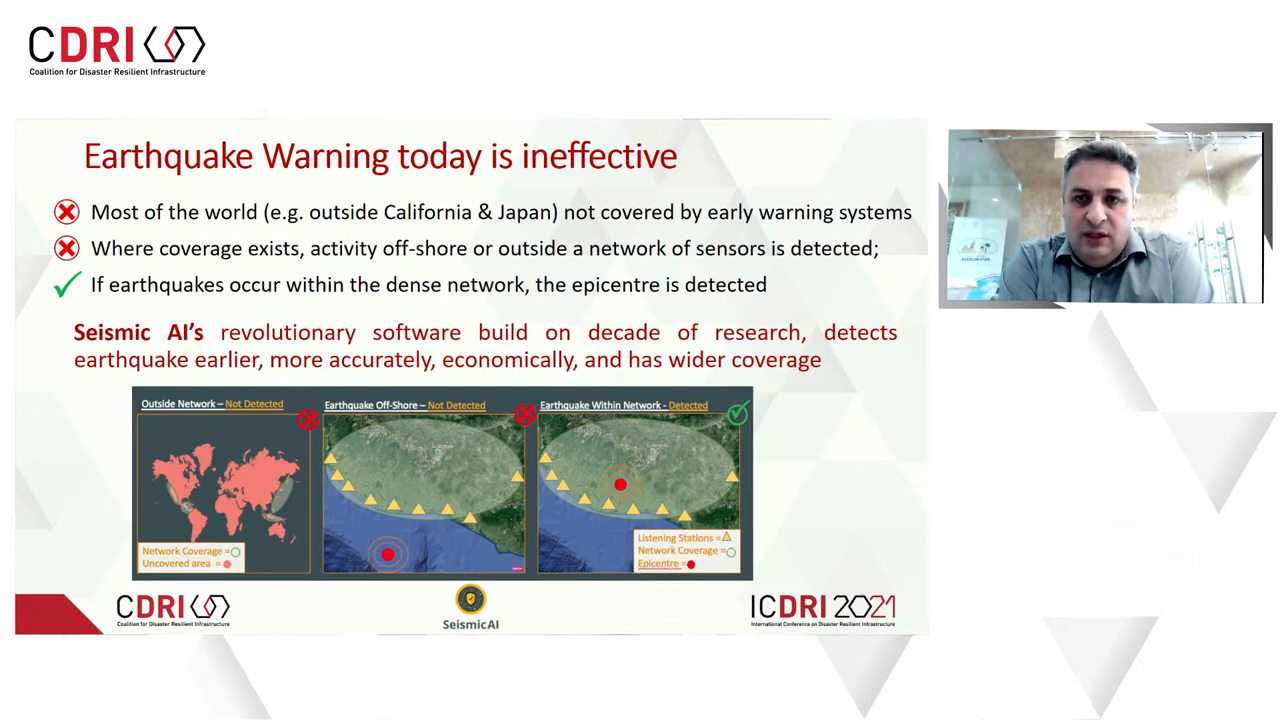 CDRI
Coalition for Disaster Resilient Infrastructure
Earthquake Warning today is ineffective
Most of the world (e.g. outside California & Japan) not covered by early warning systems
Where coverage exists, activity off-shore or outside a network of sensors is detected;
If earthquakes occur within the dense network, the epicentre is detected
Seismic AI's revolutionary software build on decade of research, detects
earthquake earlier, more accurately, economically, and has wider coverage
Outside Network – Not Detected
Network Coverage =
Uncovered area =
Earthquake Off-Shore – Not Detected
Earthquake Within Network - Detected
Listening Stations =
Network Coverage =
Epicentre =
CDRI
Coalition for Disaster Resilient Infrastructure
SeismicAI
ICDRI 2021
International Conference on Disaster Resilient Infrastructure
ACCELERATOR